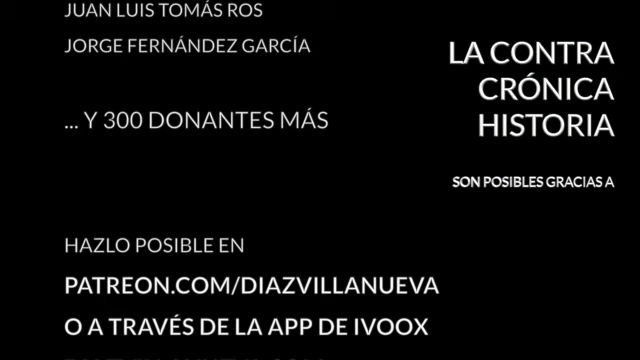 JUAN LUIS TOMÁS ROS
JORGE FERNÁNDEZ GARCÍA
... Y 300 DONANTES MÁS
HAZLO POSIBLE EN
PATREON.COM/DIAZVILLANUEVA
O A TRAVÉS DE LA APP DE IVOOX
LA CONTRA
CRÓNICA
HISTORIA
SON POSIBLES GRACIAS A